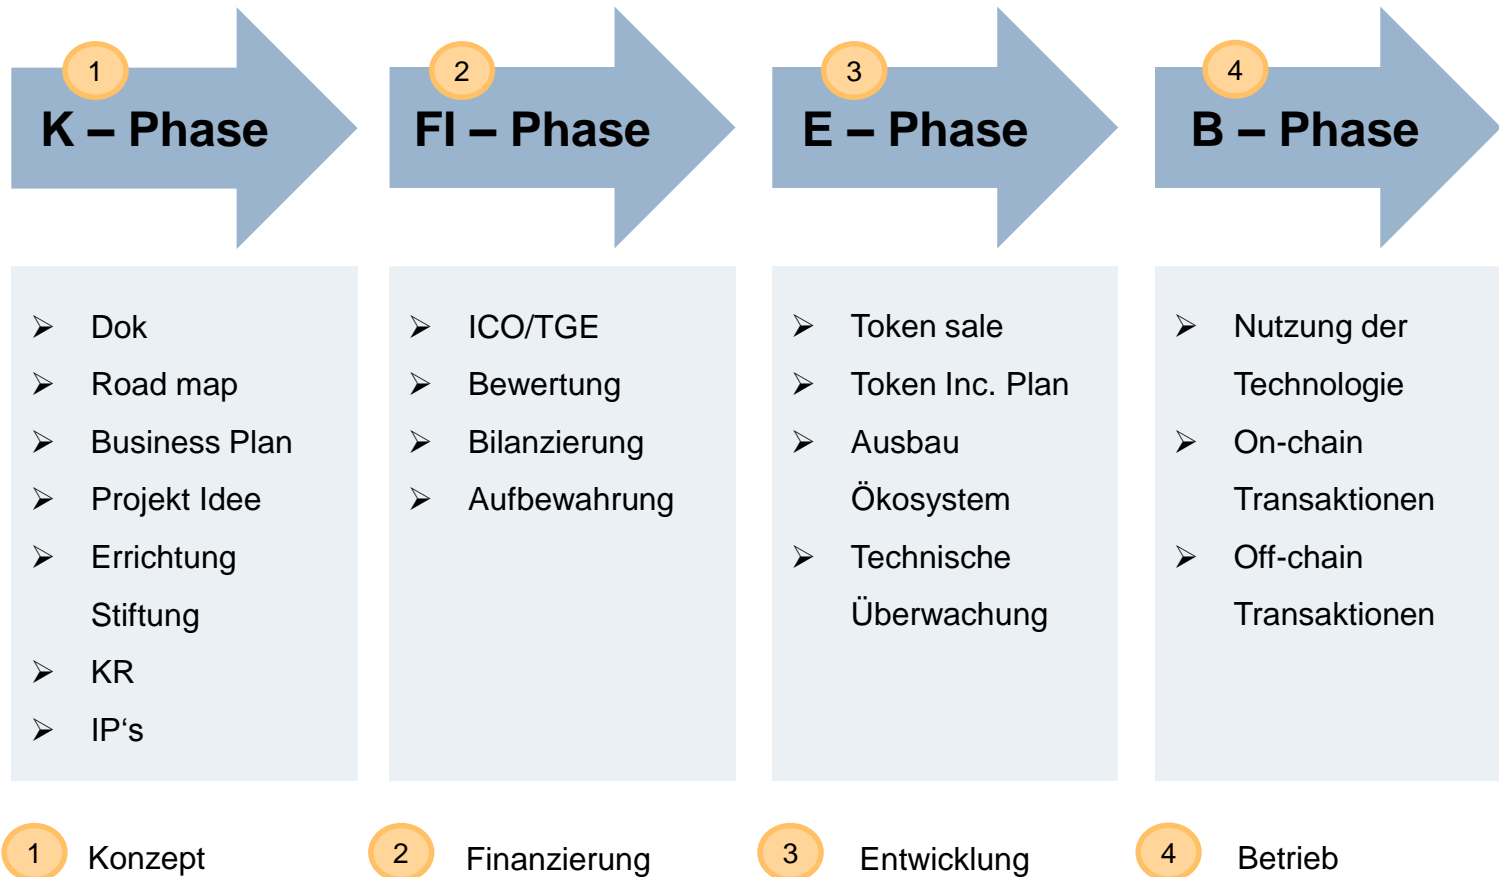 1
K – Phase
2
FI – Phase
3
E – Phase
4
B – Phase
➢ Dok
➢ Road map
➢ Business Plan
➢ Projekt Idee
➢ Errichtung
Stiftung
➢ KR
➢ IP‘s
➢ ICO/TGE
➢ Bewertung
➢ Bilanzierung
➢ Aufbewahrung
➢ Token sale
➢ Token Inc. Plan
➢ Ausbau
Ökosystem
➢ Technische
Überwachung
➢ Nutzung der
Technologie
➢ On-chain
Transaktionen
➢ Off-chain
Transaktionen
1 Konzept
2 Finanzierung
3 Entwicklung
4 Betrieb